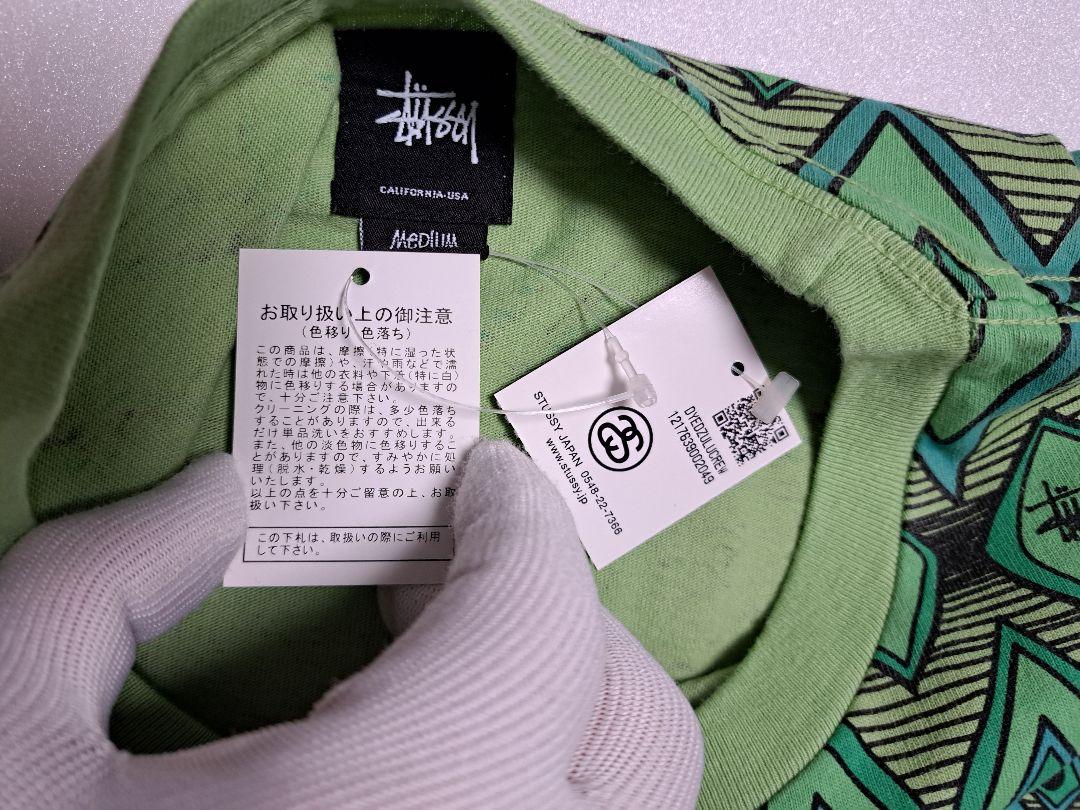 STÜSSY
CALIFORNIA-USA
MEDIUM
お取り扱い上の御注意
(色移り 色落ち)
この商品は、摩擦(特に湿った状
態での摩擦)や、汗や雨などで濡
れた時は他の衣料や下着(特に白)
物に色移りする場合がありますの
で、十分ご注意下さい。
クリーニングの際は、多少色落ち
することがありますので、出来る
だけ単品洗いをおすすめします。
また、他の淡色物に色移りするこ
とがありますので、すみやかに処
理(脱水・乾燥)するようお願い
いたします。
以上の点を十分ご留意の上、お取
扱い下さい。
この下札は、取扱いの際にご利用
して下さい。
STUSSY JAPAN 0548-22-7366
www.stussy.jp
DYEDZULUCREW
1217638002049